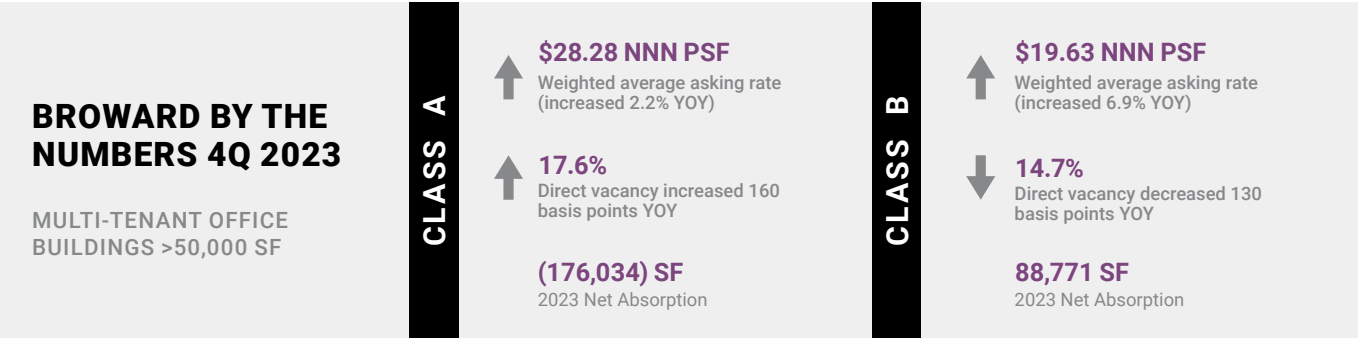 BROWARD BY THE
NUMBERS 4Q 2023
MULTI-TENANT OFFICE
BUILDINGS >50,000 SF
CLASS A
$28.28 NNN PSF
Weighted average asking rate
(increased 2.2% YOY)
17.6%
Direct vacancy increased 160
basis points YOY
(176,034) SF
2023 Net Absorption
CLASS B
$19.63 NNN PSF
Weighted average asking rate
(increased 6.9% YOY)
14.7%
Direct vacancy decreased 130
basis points YOY
88,771 SF
2023 Net Absorption